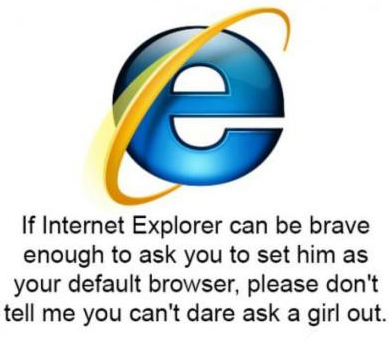 If Internet Explorer can be brave
enough to ask you to set him as
your default browser, please don't
tell me you can't dare ask a girl out.